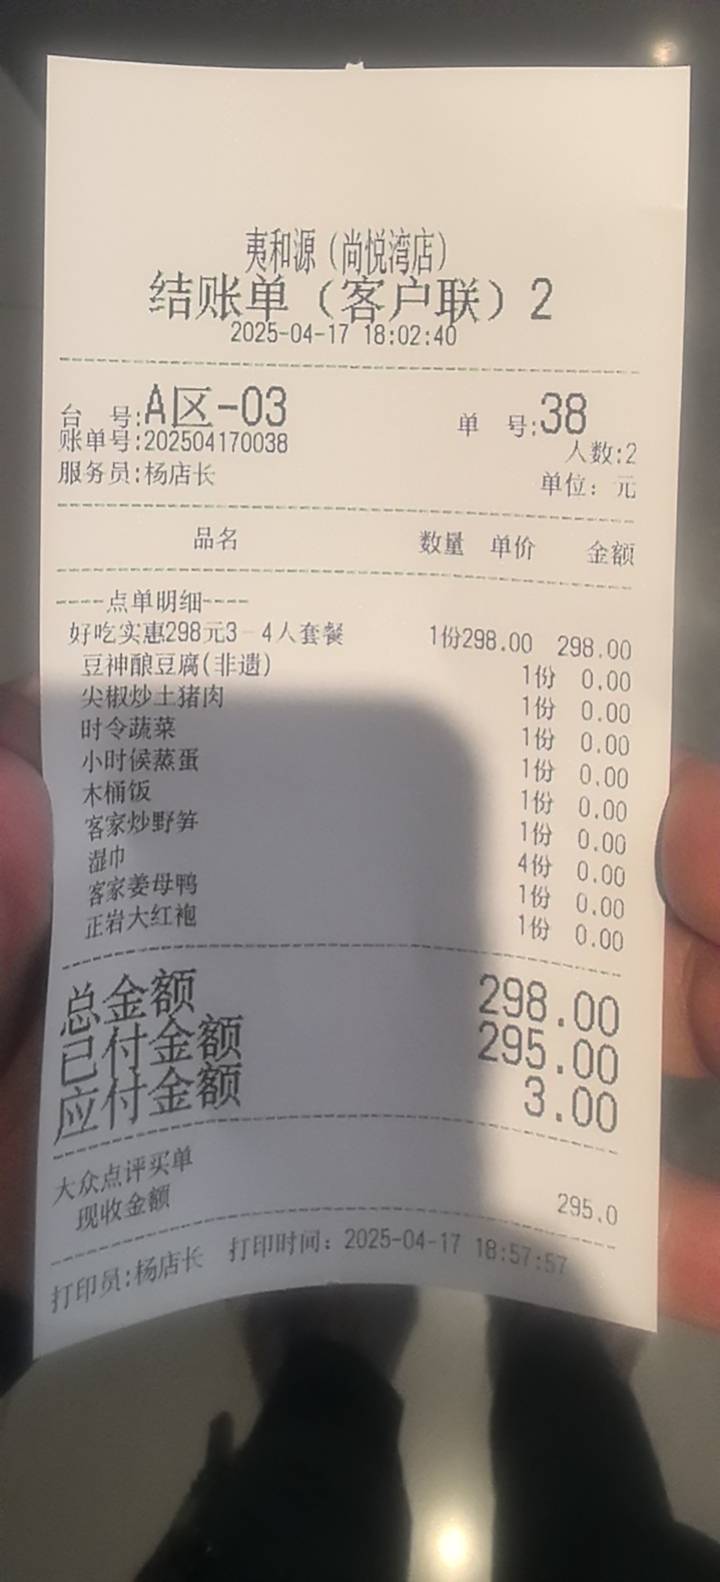 夷和源（尚悦湾店）
结账单（客户联）2
2025-04-17 18:02:40
台 号:A区-03 单 号:38
账单号:202504170038 人数:2
服务员:杨店长 单位：元
品名 数量 单价 金额
----点单明细----
好吃实惠298元3-4人套餐 1份298.00 298.00
豆神酿豆腐(非遗) 1份 0.00
尖椒炒土猪肉 1份 0.00
时令蔬菜 1份 0.00
小时候蒸蛋 1份 0.00
木桶饭 1份 0.00
客家炒野笋 1份 0.00
湿巾 4份 0.00
客家姜母鸭 1份 0.00
正岩大红袍 1份 0.00
总金额 298.00
已付金额 295.00
应付金额 3.00
大众点评买单
现收金额 295.0
打印员:杨店长 打印时间：2025-04-17 18:57:57